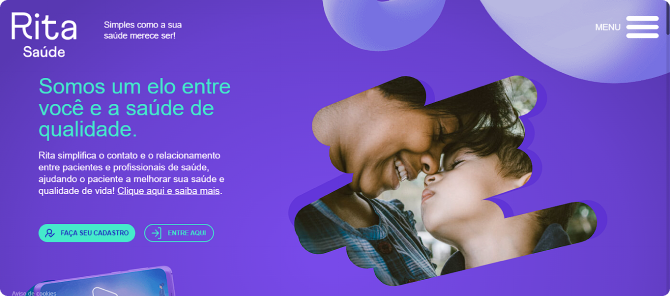 Rita
Saúde
Simples como a sua
saúde merece ser!
MENU
Somos um elo entre
você e a saúde de
qualidade.
Rita simplifica o contato e o relacionamento
entre pacientes e profissionais de saúde,
ajudando o paciente a melhorar sua saúde e
qualidade de vida! Clique aqui e saiba mais.
FAÇA SEU CADASTRO
ENTRE AQUI
Aviso de cookies